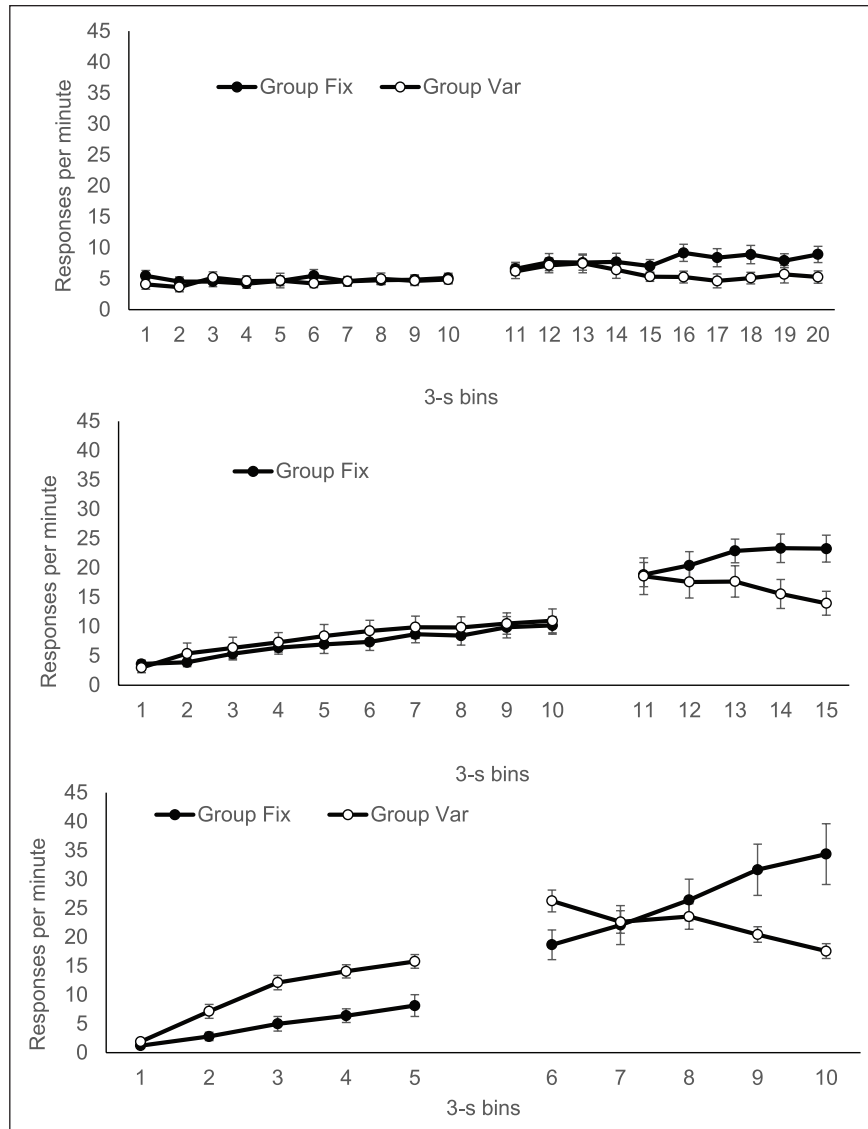 45
40
35
30
25
20
15
10
5
0
Responses per minute
Group Fix Group Var
1 2 3 4 5 6 7 8 9 10 11 12 13 14 15 16 17 18 19 20
3-s bins
45
40
35
30
25
20
15
10
5
0
Responses per minute
Group Fix
1 2 3 4 5 6 7 8 9 10 11 12 13 14 15
3-s bins
45
40
35
30
25
20
15
10
5
0
Responses per minute
Group Fix Group Var
1 2 3 4 5 6 7 8 9 10
3-s bins